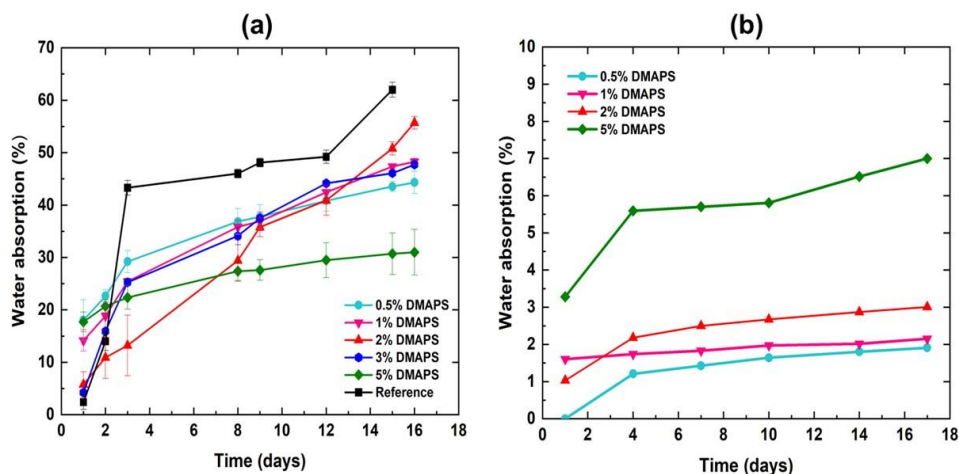 (a)
70
60
50
40
30
20
10
0
Water absorption (%)
0.5% DMAPS
1% DMAPS
2% DMAPS
3% DMAPS
5% DMAPS
Reference
0 2 4 6 8 10 12 14 16 18
Time (days)
(b)
10
9
8
7
6
5
4
3
2
1
0
Water absorption (%)
0.5% DMAPS
1% DMAPS
2% DMAPS
5% DMAPS
0 2 4 6 8 10 12 14 16 18
Time (days)